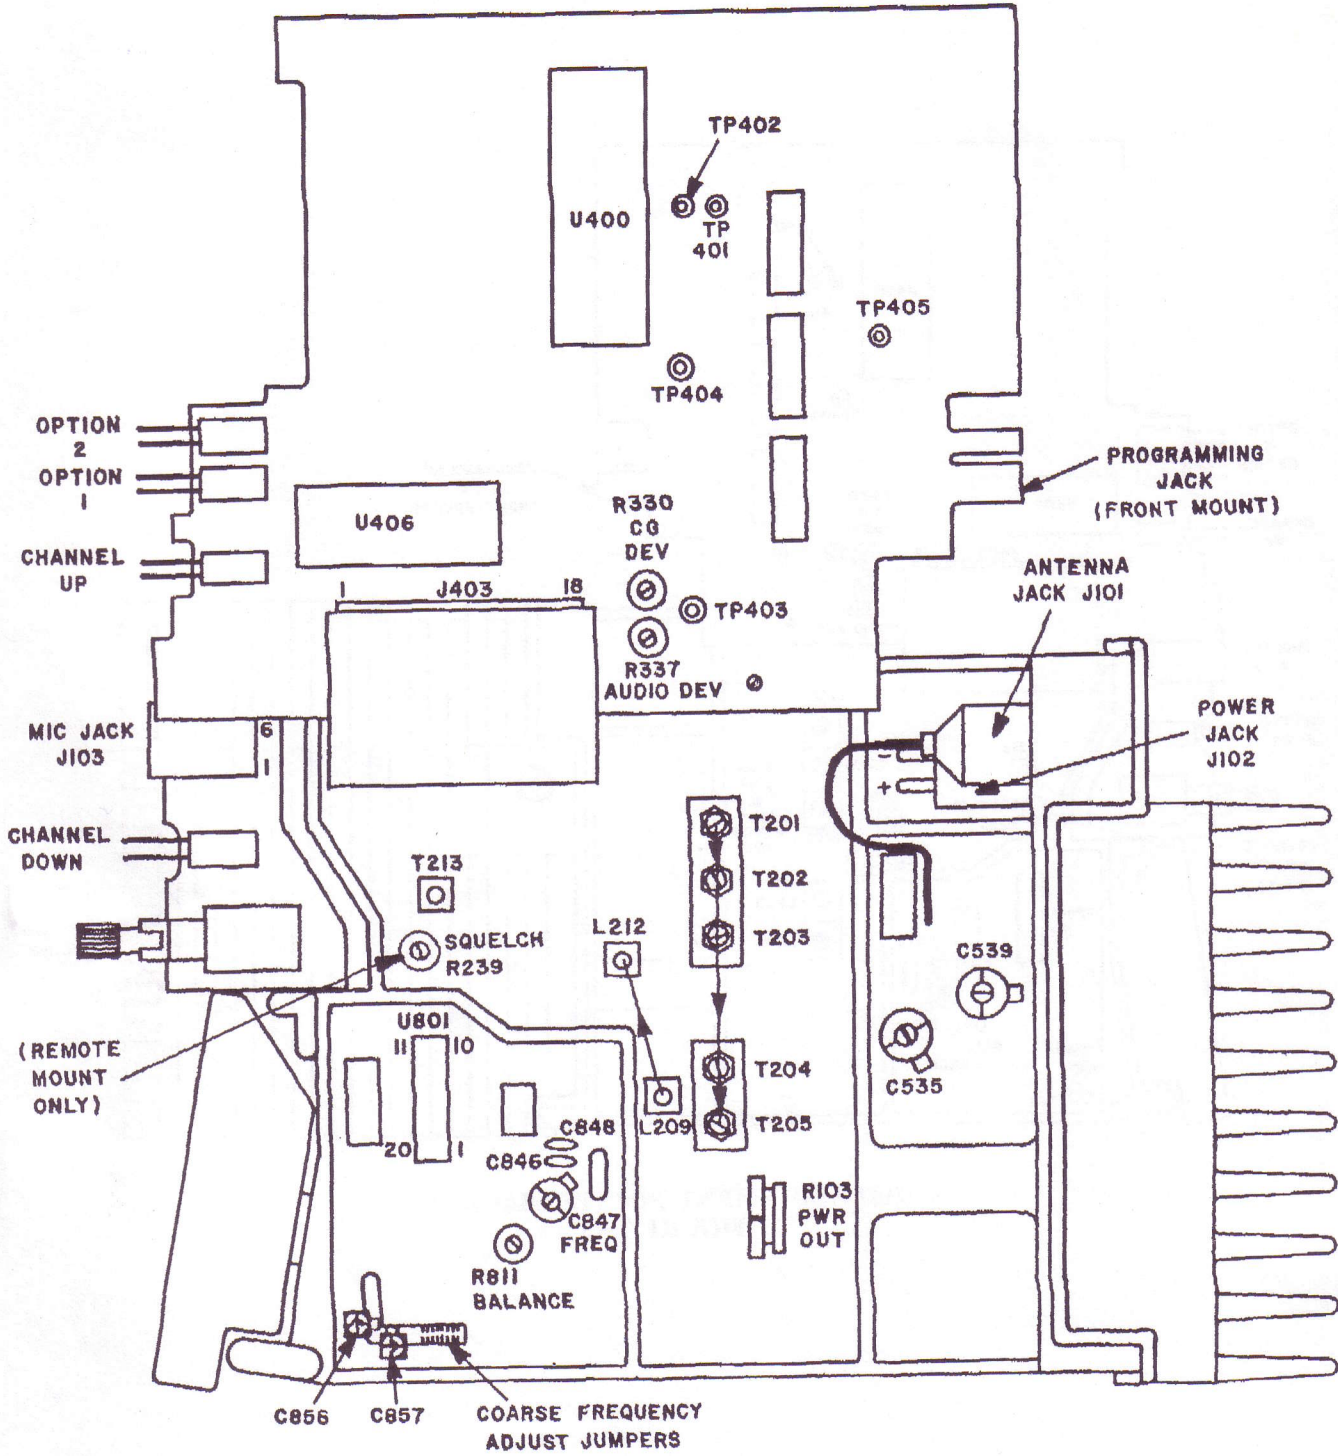 TP402
U400
TP
401
TP405
TP404
OPTION
2
OPTION
1
PROGRAMMING
JACK
(FRONT MOUNT)
U406
R330
CG
DEV
CHANNEL
UP
1
J403
18
TP403
ANTENNA
JACK J101
R337
AUDIO DEV
MIC JACK
J103
6
1
POWER
JACK
J102
-
+
T201
CHANNEL
DOWN
T213
T202
L212
T203
SQUELCH
R239
C539
U801
11
10
(REMOTE
MOUNT
ONLY)
T204
C535
L209
T205
C848
20
1
C846
R103
PWR
OUT
C847
FREQ
R811
BALANCE
C856
C857
COARSE FREQUENCY
ADJUST JUMPERS